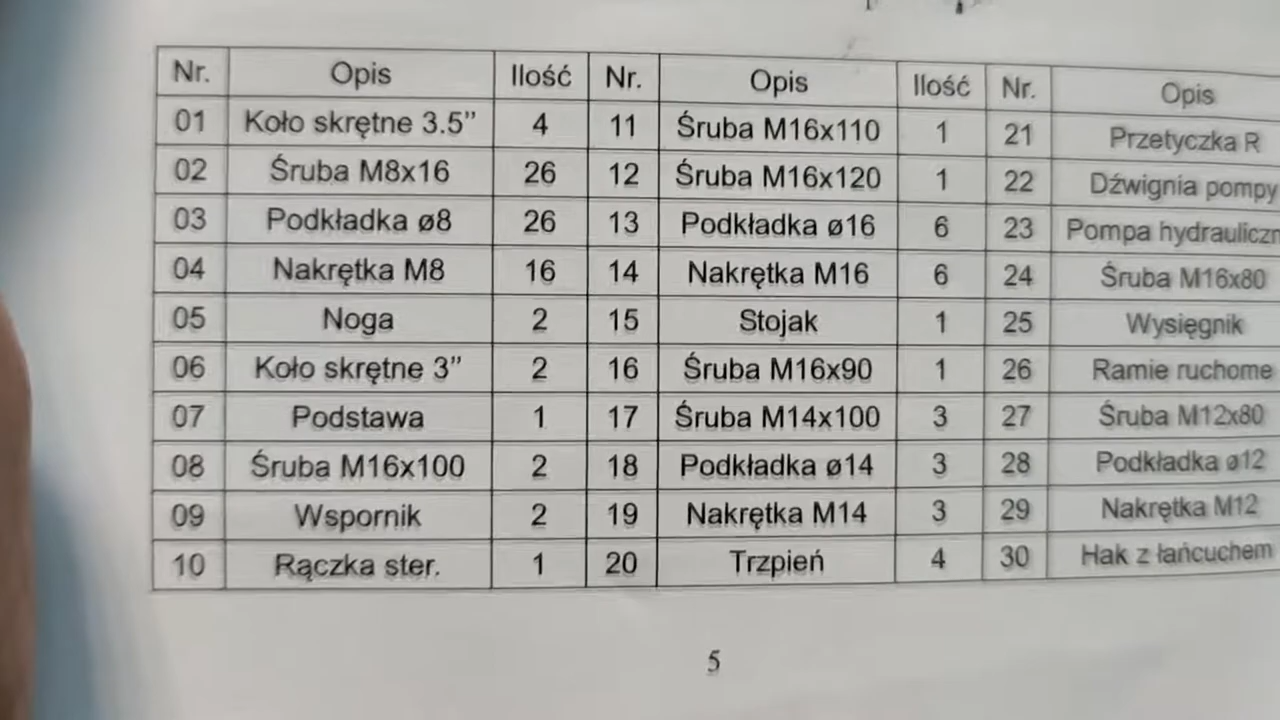 Nr. Opis Ilość Nr. Opis Ilość Nr. Opis
01 Koło skrętne 3.5” 4 11 Śruba M16x110 1 21 Przetyczka R
02 Śruba M8x16 26 12 Śruba M16x120 1 22 Dźwignia pompy
03 Podkładka ø8 26 13 Podkładka ø16 6 23 Pompa
04 Nakrętka M8 16 14 Nakrętka M16 6 24 Śruba M16x80
05 Noga 2 15 Stojak 1 25 Wysięgnik
06 Koło skrętne 3” 2 16 Śruba M16x90 1 26 Ramie ruchome
07 Podstawa 1 17 Śruba M14x100 3 27 Śruba M12x80
08 Śruba M16x100 2 18 Podkładka ø14 3 28 Podkładka ø12
09 Wspornik 2 19 Nakrętka M14 3 29 Nakrętka M12
10 Rączka ster. 1 20 Trzpień 4 30 Hak z łańcuchem
5